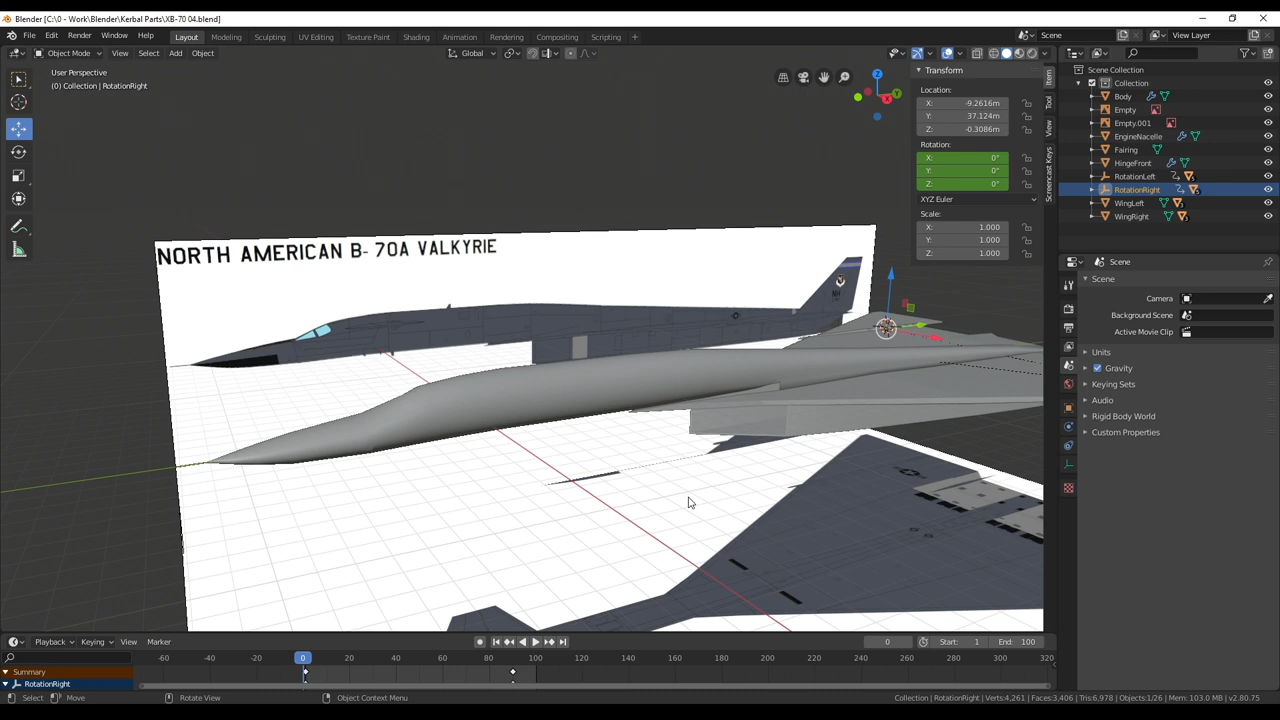 Blender [C:\0 - Work\Blender\Kerbal Parts\XB-70 04.blend]
File Edit Render Window Help Layout Modeling Sculpting UV Editing Texture Paint Shading Animation Rendering Compositing Scripting + Scene View Layer
Object Mode View Select Add Object Global
User Perspective
(0) Collection | RotationRight
Z
Y
X
Transform
Location:
X: -9.2616m
Y: 37.124m
Z: -0.3086m
Rotation:
X: 0°
Y: 0°
Z: 0°
XYZ Euler
Scale:
X: 1.000
Y: 1.000
Z: 1.000
Item
Tool
View
Screencast Keys
Scene Collection
Collection
Body
Empty
Empty.001
EngineNacelle
Fairing
HingeFront
RotationLeft
RotationRight
WingLeft
WingRight
Scene
Scene
Camera
Background Scene
Active Movie Clip
Units
Gravity
Keying Sets
Audio
Rigid Body World
Custom Properties
NORTH AMERICAN B- 70A VALKYRIE
Playback Keying View Marker 0 Start: 1 End: 100
-60 -40 -20 0 20 40 60 80 100 120 140 160 180 200 220 240 260 280 300 320
Summary
RotationRight
Select Move Rotate View Object Context Menu Collection | RotationRight | Verts:4,261 | Faces:3,406 | Tris:6,978 | Objects:1/26 | Mem: 103.0 MB | v2.80.75